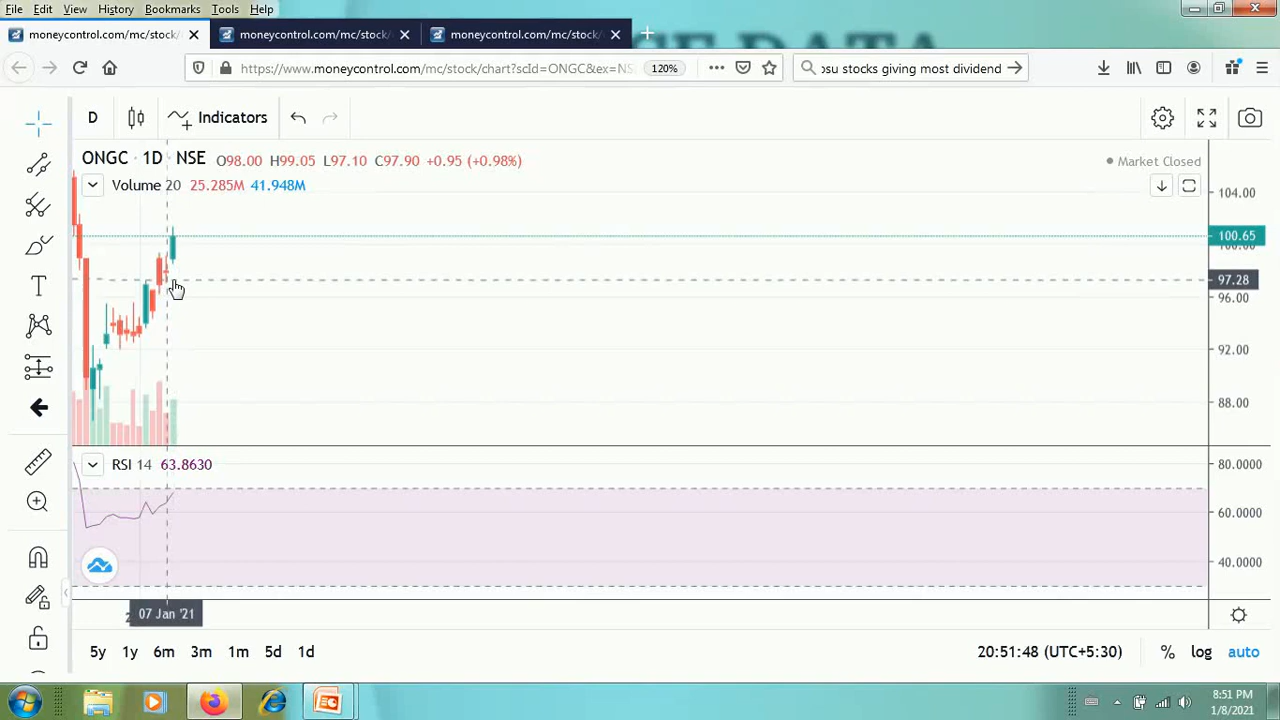 File Edit View History Bookmarks Tools Help
moneycontrol.com/mc/stock/ moneycontrol.com/mc/stock/ moneycontrol.com/mc/stock/
https://www.moneycontrol.com/mc/stock/chart?scId=ONGC&ex=NS 120% psu stocks giving most dividend
D Indicators
ONGC · 1D · NSE O98.00 H99.05 L97.10 C97.90 +0.95 (+0.98%) Market Closed
Volume 20 25.285M 41.948M
104.00
100.65
100.00
97.28
96.00
92.00
88.00
RSI 14 63.8630
80.0000
60.0000
40.0000
07 Jan '21
5y 1y 6m 3m 1m 5d 1d 20:51:48 (UTC+5:30) % log auto
8:51 PM
1/8/2021